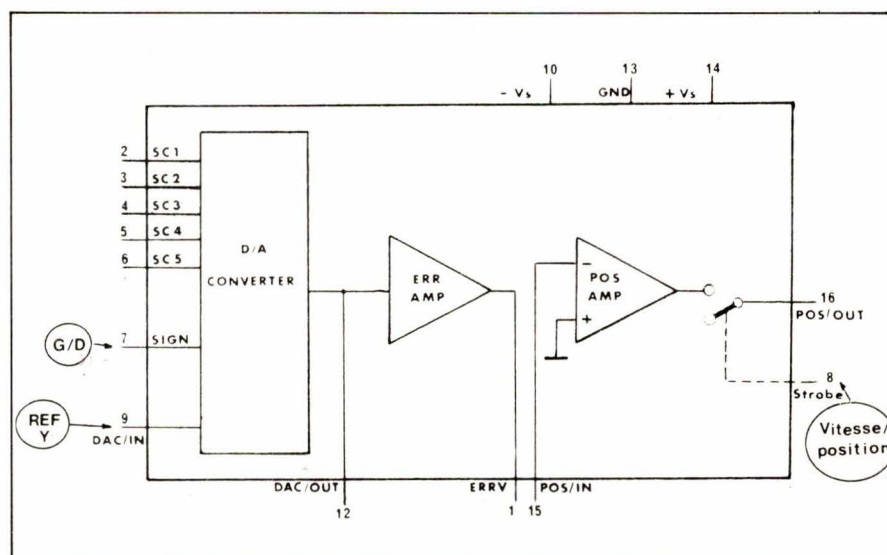 10
13
14
- Vs
GND
+ Vs
2 SC1
3 SC2
4 SC3
5 SC4
6 SC5
D/A
CONVERTER
ERR
AMP
POS
AMP
−
+
16
POS/OUT
G/D
7 SIGN
8
Strobe
REF
Y
9
DAC/IN
Vitesse/
position
DAC/OUT
ERRV
POS/IN
12
1
15